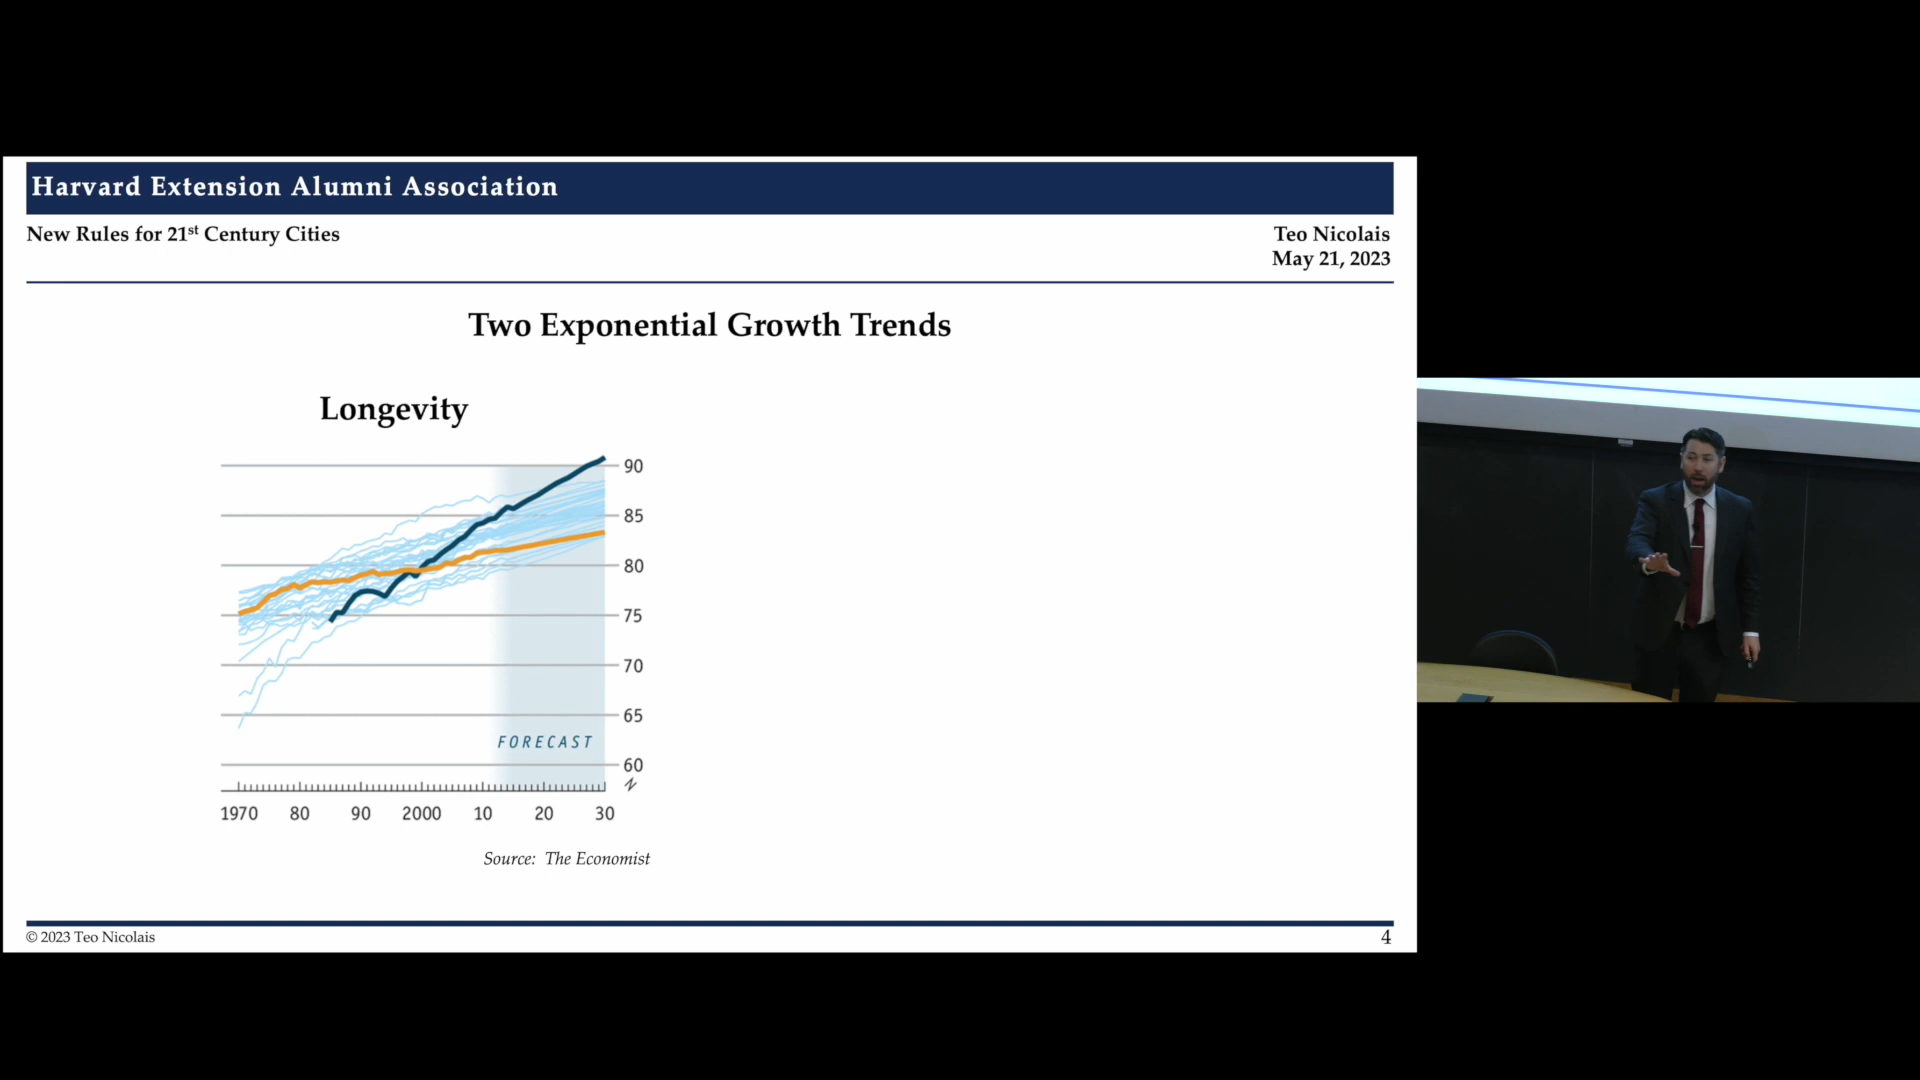 Harvard Extension Alumni Association
New Rules for 21st Century Cities
Teo Nicolais
May 21, 2023
Two Exponential Growth Trends
Longevity
90
85
80
75
70
65
FORECAST
60
1970 80 90 2000 10 20 30
Source: The Economist
© 2023 Teo Nicolais
4